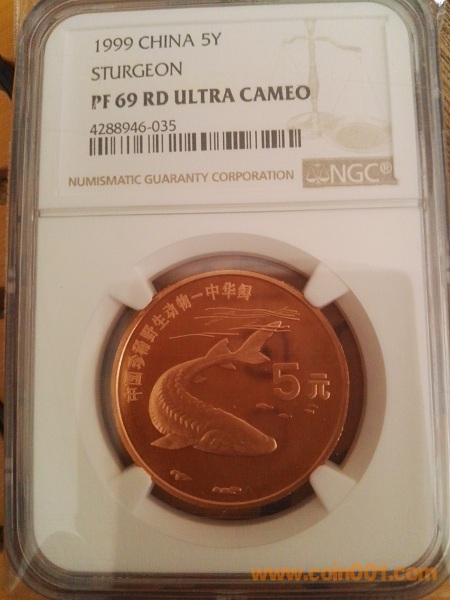 1999 CHINA 5Y
STURGEON
PF 69 RD ULTRA CAMEO
4288946-035
NUMISMATIC GUARANTY CORPORATION NGC®
中国珍稀野生动物—中华鲟
5元
www.coin001.com